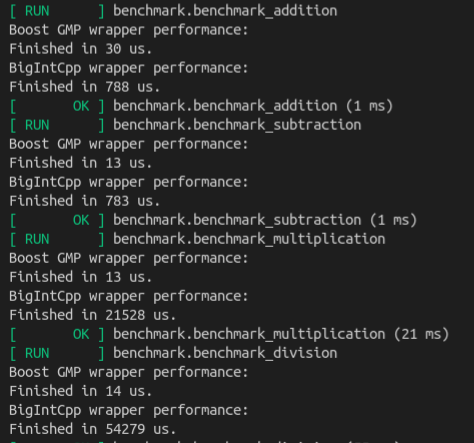 [ RUN      ] benchmark.benchmark_addition
Boost GMP wrapper performance:
Finished in 30 us.
BigIntCpp wrapper performance:
Finished in 788 us.
[       OK ] benchmark.benchmark_addition (1 ms)
[ RUN      ] benchmark.benchmark_subtraction
Boost GMP wrapper performance:
Finished in 13 us.
BigIntCpp wrapper performance:
Finished in 783 us.
[       OK ] benchmark.benchmark_subtraction (1 ms)
[ RUN      ] benchmark.benchmark_multiplication
Boost GMP wrapper performance:
Finished in 13 us.
BigIntCpp wrapper performance:
Finished in 21528 us.
[       OK ] benchmark.benchmark_multiplication (21 ms)
[ RUN      ] benchmark.benchmark_division
Boost GMP wrapper performance:
Finished in 14 us.
BigIntCpp wrapper performance:
Finished in 54279 us.